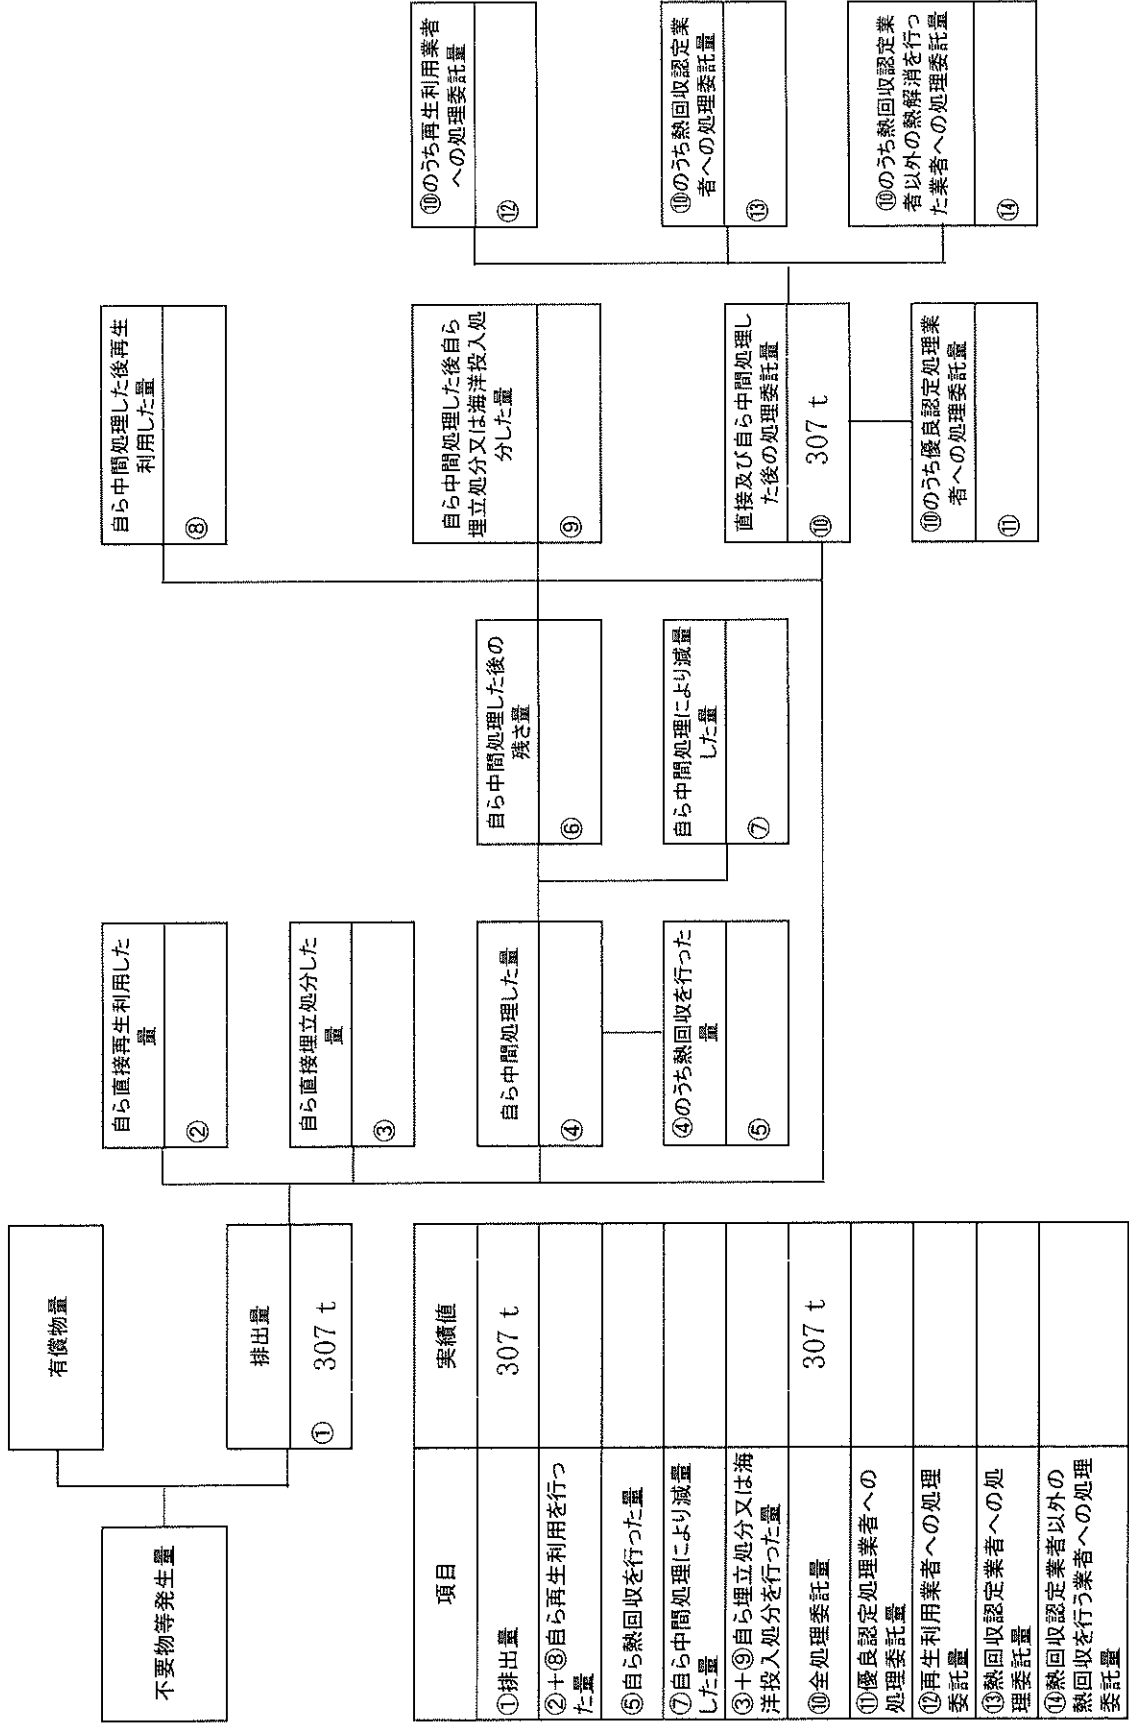 不要物等発生量
有償物量
排出量
① 307 t
自ら直接再生利用した
量
②
自ら直接埋立処分した
量
③
自ら中間処理した量
④
④のうち熱回収を行った
量
⑤
自ら中間処理した後の
残さ量
⑥
自ら中間処理により減量
した量
⑦
自ら中間処理した後再生
利用した量
⑧
自ら中間処理した後自ら
埋立処分又は海洋投入処
分した量
⑨
直接及び自ら中間処理し
た後の処理委託量
⑩ 307 t
⑩のうち優良認定処理業
者への処理委託量
⑪
⑩のうち再生利用業者
への処理委託量
⑫
⑩のうち熱回収認定業
者への処理委託量
⑬
⑩のうち熱回収認定業
者以外の熱解消を行っ
た業者への処理委託量
⑭
項目 実績値
①排出量 307 t
②+⑧自ら再生利用を行っ
た量
⑤自ら熱回収を行った量
⑦自ら中間処理により減量
した量
③+⑨自ら埋立処分又は海
洋投入処分を行った量
⑩全処理委託量 307 t
⑪優良認定処理業者への
処理委託量
⑫再生利用業者への処理
委託量
⑬熱回収認定業者への処
理委託量
⑭熱回収認定業者以外の
熱回収を行う業者への処理
委託量